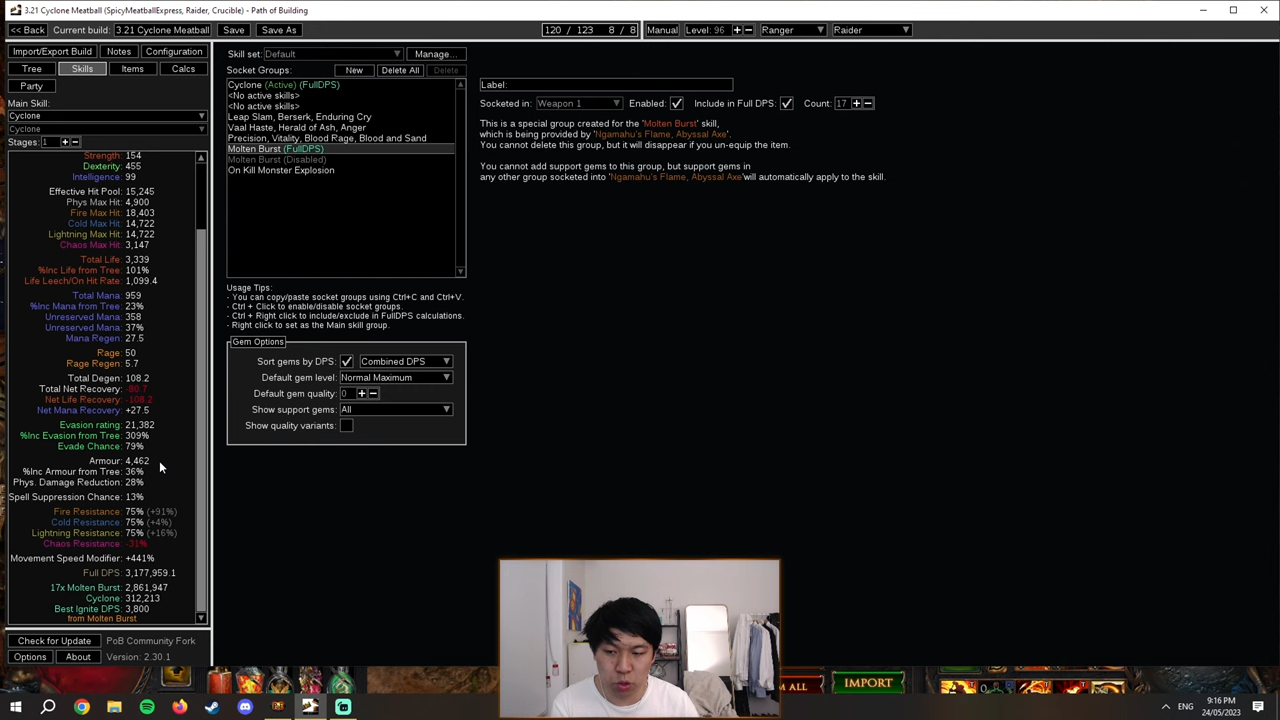 3.21 Cyclone Meatball (SpicyMeatballExpress, Raider, Crucible) - Path of Building
<< Back
Current build:
3.21 Cyclone Meatball
Save
Save As
120 / 123 8 / 8
Manual
Level: 96
Ranger
Raider
Import/Export Build
Notes
Configuration
Tree
Skills
Items
Calcs
Party
Main Skill:
Cyclone
Cyclone
Stages: 1
Strength: 154
Dexterity: 455
Intelligence: 99
Effective Hit Pool: 15,245
Phys Max Hit: 4,900
Fire Max Hit: 18,403
Cold Max Hit: 14,722
Lightning Max Hit: 14,722
Chaos Max Hit: 3,147
Total Life: 3,339
%Inc Life from Tree: 101%
Life Leech/On Hit Rate: 1,099.4
Total Mana: 959
%Inc Mana from Tree: 23%
Unreserved Mana: 358
Unreserved Mana: 37%
Mana Regen: 27.5
Rage: 50
Rage Regen: 5.7
Total Degen: 108.2
Total Net Recovery: -80.7
Net Life Recovery: -108.2
Net Mana Recovery: +27.5
Evasion rating: 21,382
%Inc Evasion from Tree: 309%
Evade Chance: 79%
Armour: 4,462
%Inc Armour from Tree: 36%
Phys. Damage Reduction: 28%
Spell Suppression Chance: 13%
Fire Resistance: 75% (+91%)
Cold Resistance: 75% (+4%)
Lightning Resistance: 75% (+16%)
Chaos Resistance: -31%
Movement Speed Modifier: +441%
Full DPS: 3,177,959.1
17x Molten Burst: 2,861,947
Cyclone: 312,213
Best Ignite DPS: 3,800
from Molten Burst
Check for Update
PoB Community Fork
Options
About
Version: 2.30.1
Skill set: Default
Manage...
Socket Groups:
New
Delete All
Delete
Cyclone (Active) (FullDPS)
<No active skills>
<No active skills>
Leap Slam, Berserk, Enduring Cry
Vaal Haste, Herald of Ash, Anger
Precision, Vitality, Blood Rage, Blood and Sand
Molten Burst (FullDPS)
Molten Burst (Disabled)
On Kill Monster Explosion
Usage Tips:
- You can copy/paste socket groups using Ctrl+C and Ctrl+V.
- Ctrl + Click to enable/disable socket groups.
- Ctrl + Right click to include/exclude in FullDPS calculations.
- Right click to set as the Main skill group.
Gem Options
Sort gems by DPS:
Combined DPS
Default gem level: Normal Maximum
Default gem quality: 0
Show support gems: All
Show quality variants:
Label:
Socketed in: Weapon 1
Enabled:
Include in Full DPS:
Count: 17
This is a special group created for the 'Molten Burst' skill,
which is being provided by 'Ngamahu's Flame, Abyssal Axe'.
You cannot delete this group, but it will disappear if you un-equip the item.
You cannot add support gems to this group, but support gems in
any other group socketed into 'Ngamahu's Flame, Abyssal Axe'will automatically apply to the skill.
ALL
IMPORT
ENG
9:16 PM
24/05/2023